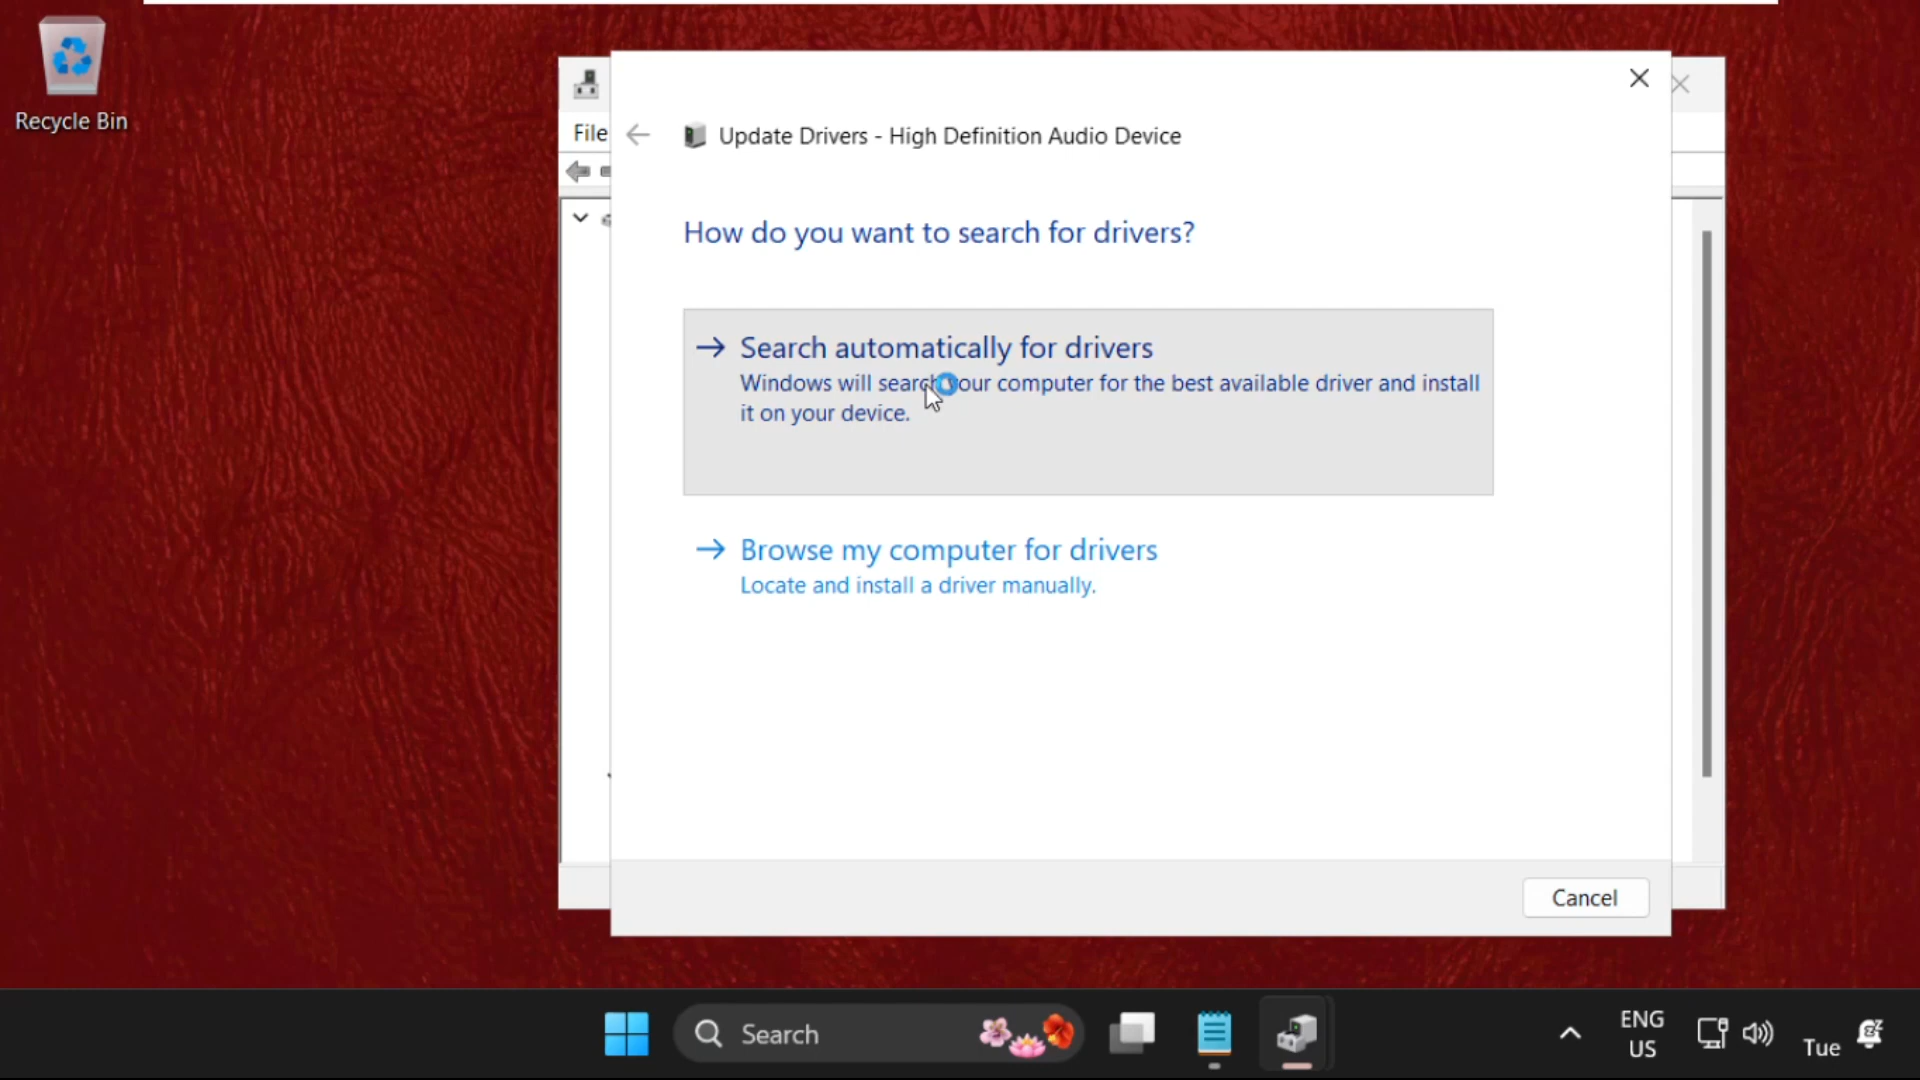 Recycle Bin
File
Update Drivers - High Definition Audio Device
How do you want to search for drivers?
Search automatically for drivers
Windows will search your computer for the best available driver and install
it on your device.
Browse my computer for drivers
Locate and install a driver manually.
Cancel
Search
ENG
US
Tue